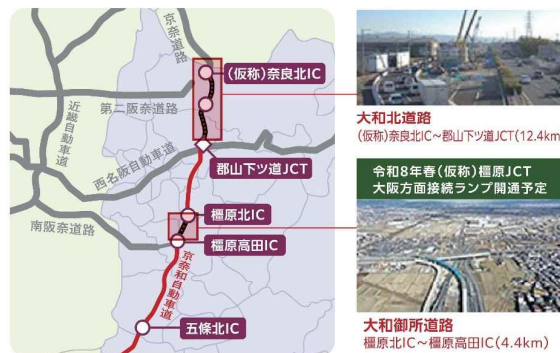 京奈道路
(仮称)奈良北IC
第二阪奈道路
近畿自動車道
西名阪自動車道
郡山下ツ道JCT
橿原北IC
南阪奈道路
橿原高田IC
京奈和自動車道
五條北IC
大和北道路
(仮称)奈良北IC~郡山下ツ道JCT(12.4km)
令和8年春(仮称)橿原JCT
大阪方面接続ランプ開通予定
大和御所道路
橿原北IC~橿原高田IC(4.4km)